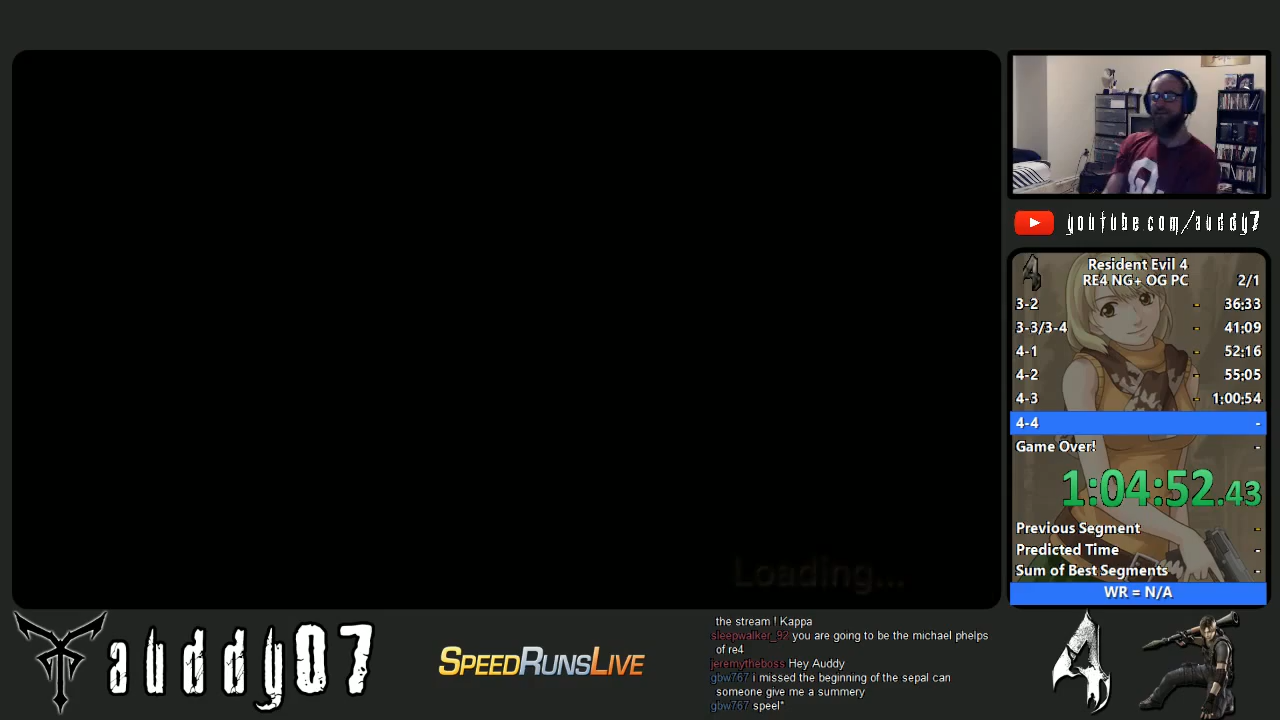 Loading...
youtube.com/auddy7
Resident Evil 4
RE4 NG+ OG PC 2/1
3-2 - 36:33
3-3/3-4 - 41:09
4-1 - 52:16
4-2 - 55:05
4-3 - 1:00:54
4-4 -
Game Over! -
1:04:52.43
Previous Segment -
Predicted Time -
Sum of Best Segments -
WR = N/A
auddy07
SPEEDRUNSLIVE
the stream ! Kappa
sleepwalker_92 you are going to be the michael phelps
of re4
jeremytheboss Hey Auddy
gbw767 i missed the beginning of the sepal can
someone give me a summery
gbw767 speel*
4